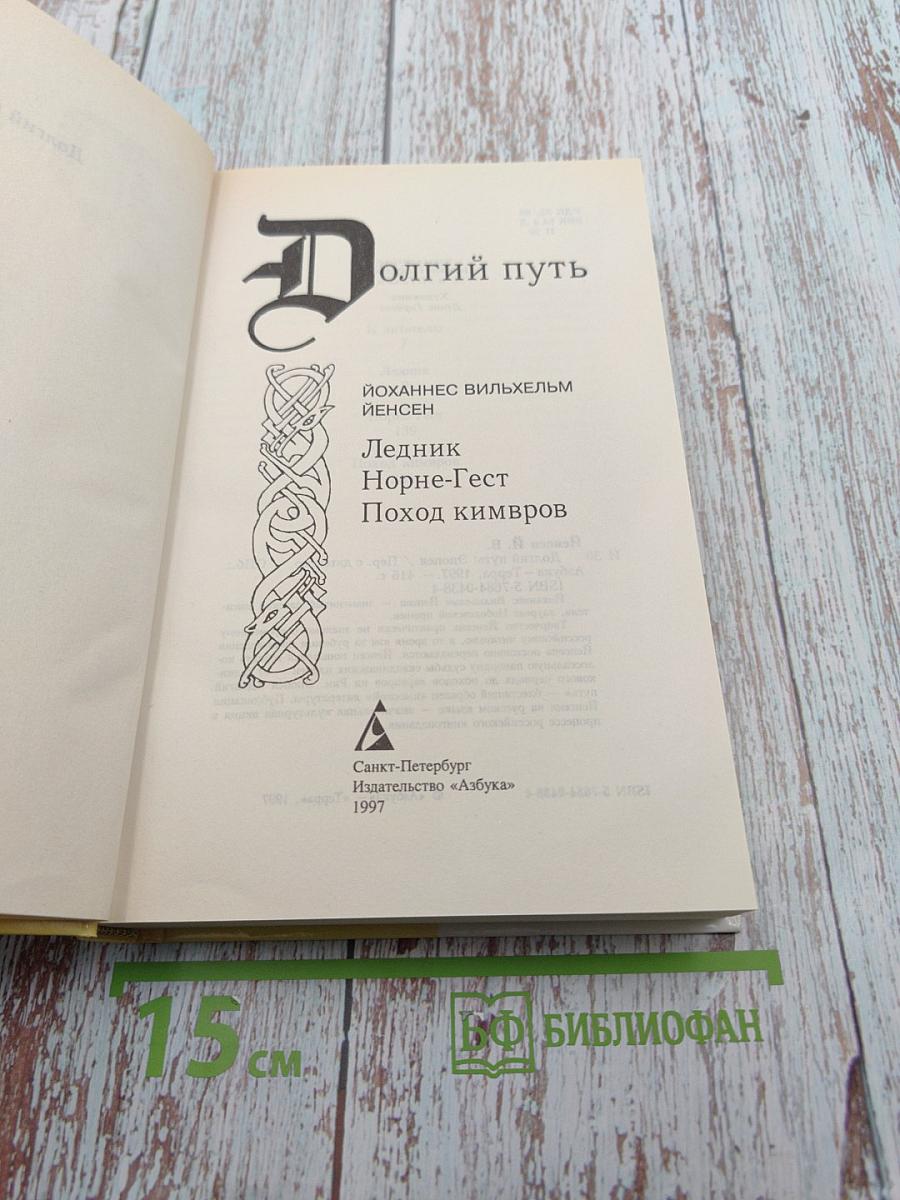 Долгий путь
ЙОХАННЕС ВИЛЬХЕЛЬМ
ЙЕНСЕН
Ледник
Норне-Гест
Поход кимвров
Санкт-Петербург
Издательство «Азбука»
1997
15 см
БФ БИБЛИОФАН